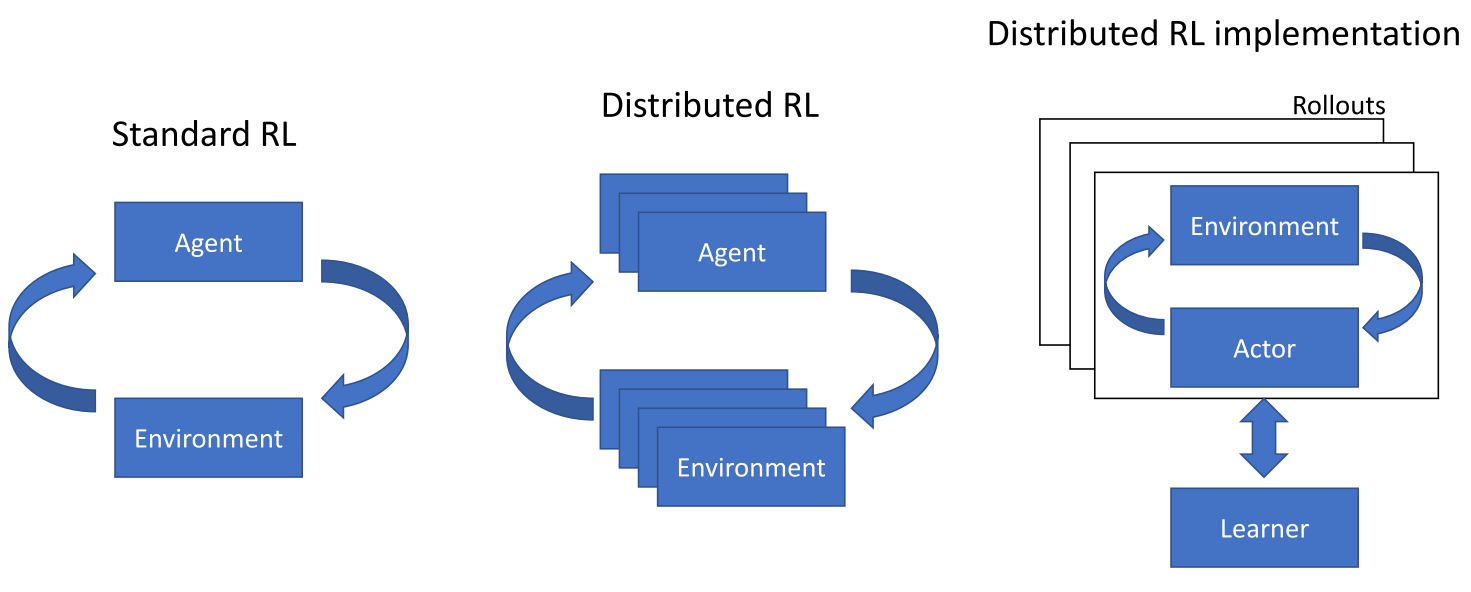 Standard RL
Agent
Environment
Distributed RL
Agent
Environment
Distributed RL implementation
Rollouts
Environment
Actor
Learner